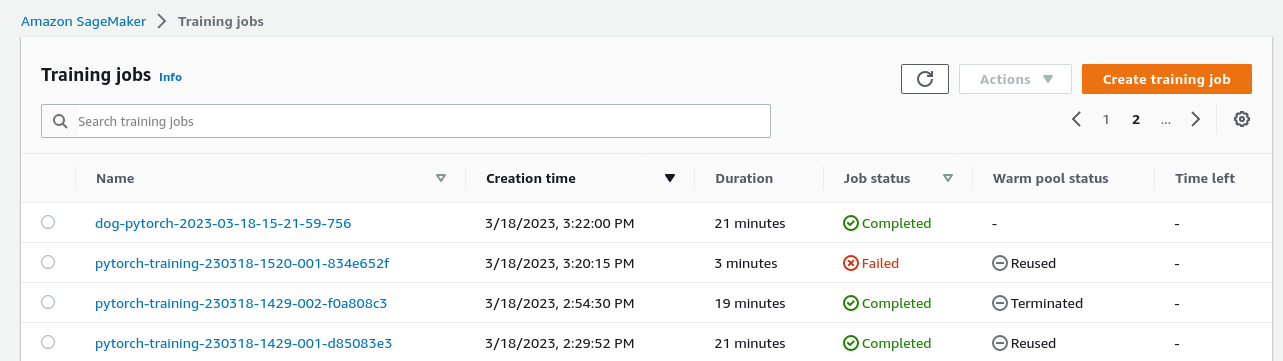 Amazon SageMaker > Training jobs
Training jobs Info
Actions Create training job
Search training jobs
1 2 ...
Name Creation time Duration Job status Warm pool status Time left
dog-pytorch-2023-03-18-15-21-59-756 3/18/2023, 3:22:00 PM 21 minutes Completed - -
pytorch-training-230318-1520-001-834e652f 3/18/2023, 3:20:15 PM 3 minutes Failed Reused -
pytorch-training-230318-1429-002-f0a808c3 3/18/2023, 2:54:30 PM 19 minutes Completed Terminated -
pytorch-training-230318-1429-001-d85083e3 3/18/2023, 2:29:52 PM 21 minutes Completed Reused -